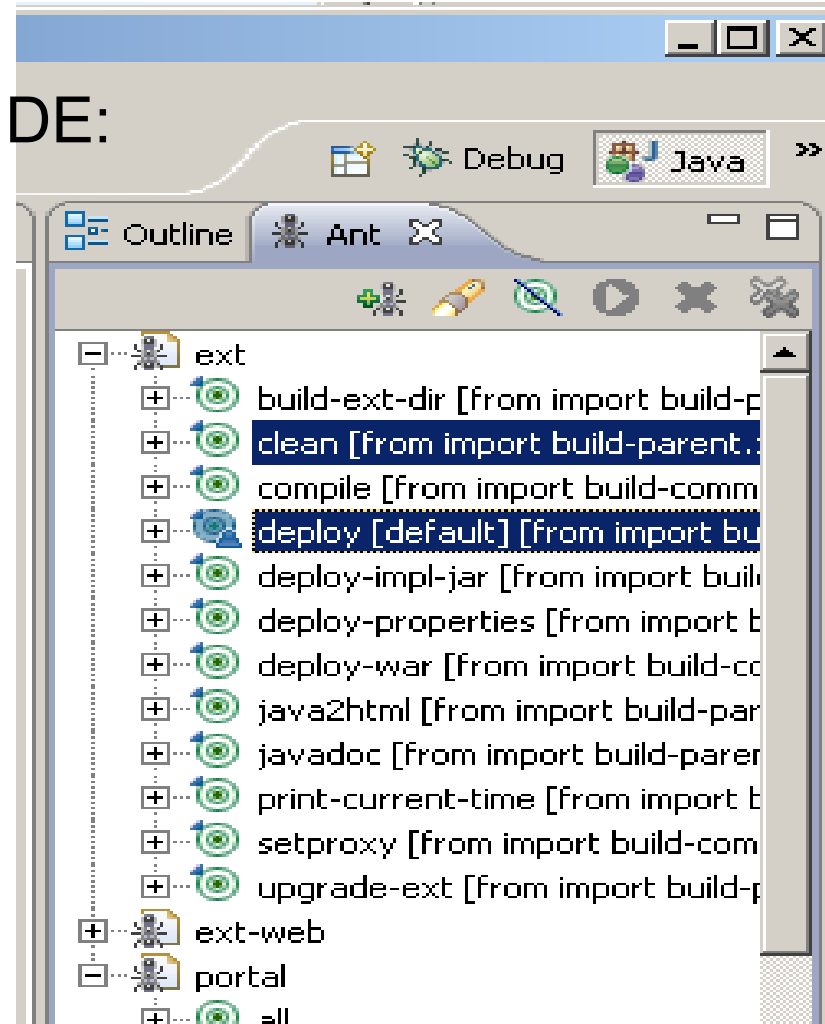 DE:
Debug
Java
Outline
Ant
ext
build-ext-dir [from import build-p
clean [from import build-parent.
compile [from import build-comm
deploy [default] [from import bu
deploy-impl-jar [from import buil
deploy-properties [from import b
deploy-war [from import build-co
java2html [from import build-par
javadoc [from import build-paren
print-current-time [from import b
setproxy [from import build-com
upgrade-ext [from import build-p
ext-web
portal
all